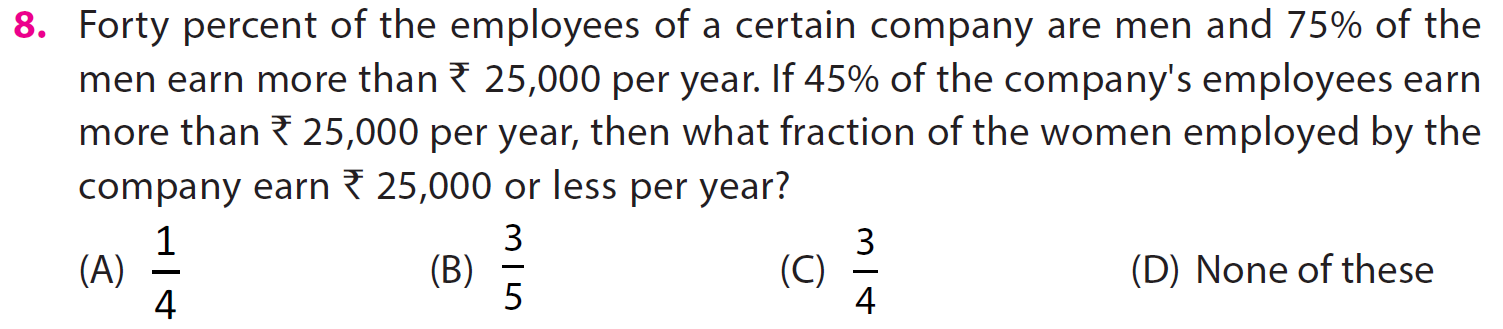 8. Forty percent of the employees of a certain company are men and 75% of the
men earn more than ₹ 25,000 per year. If 45% of the company's employees earn
more than ₹ 25,000 per year, then what fraction of the women employed by the
company earn ₹ 25,000 or less per year?
(A) 1/4 (B) 3/5 (C) 3/4 (D) None of these